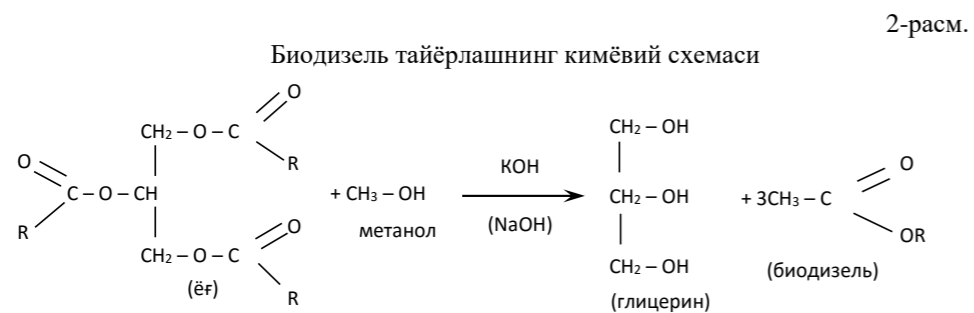 2-расм.
Биодизель тайёрлашнинг кимёвий схемаси
O
CH₂ – O – C
R
O
C – O – CH
R
O
CH₂ – O – C
R
(ёғ)
+ CH₃ – OH
метанол
КОН
(NaOH)
CH₂ – OH
CH₂ – OH
CH₂ – OH
(глицерин)
+ 3CH₃ – C
O
OR
(биодизель)